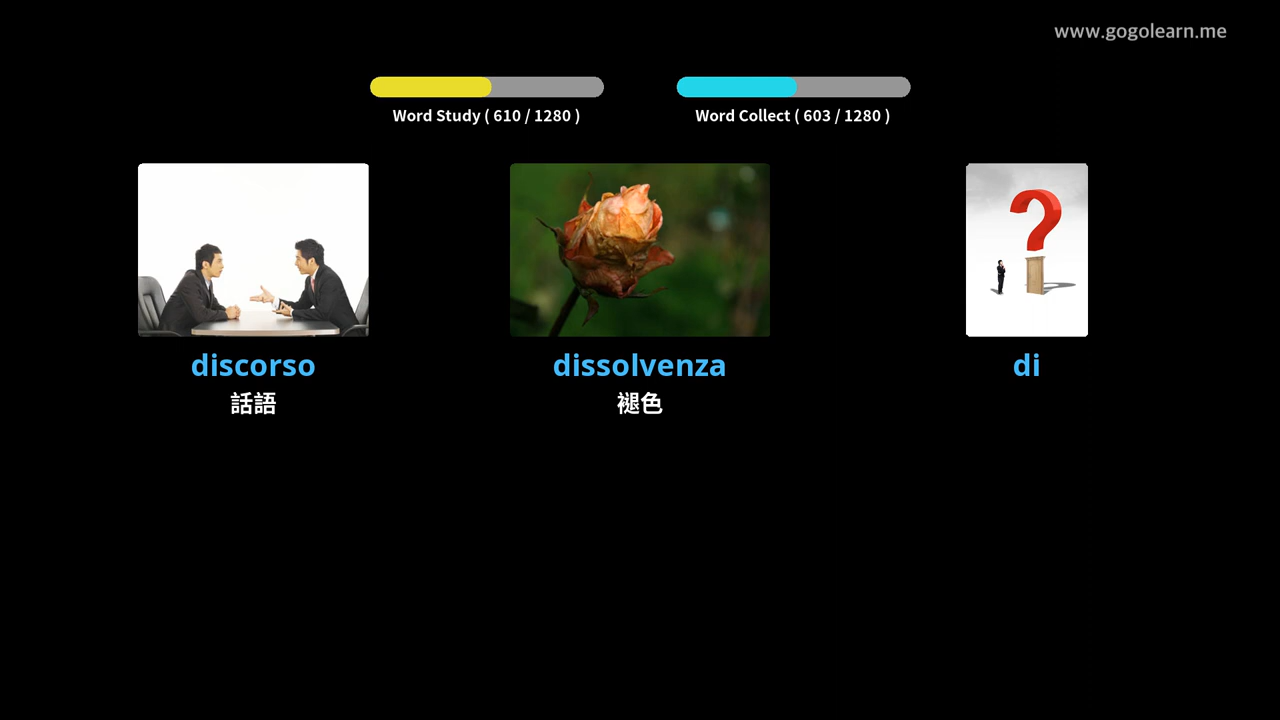 www.gogolearn.me
Word Study ( 610 / 1280 )
Word Collect ( 603 / 1280 )
discorso
話語
dissolvenza
褪色
di